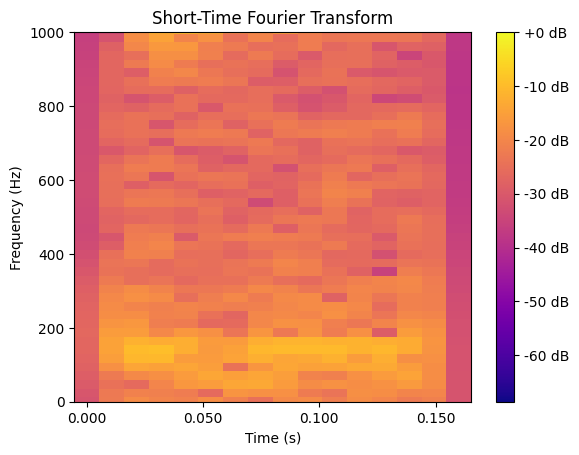 Short-Time Fourier Transform
1000
800
600
400
200
0
Frequency (Hz)
0.000
0.050
0.100
0.150
Time (s)
+0 dB
-10 dB
-20 dB
-30 dB
-40 dB
-50 dB
-60 dB